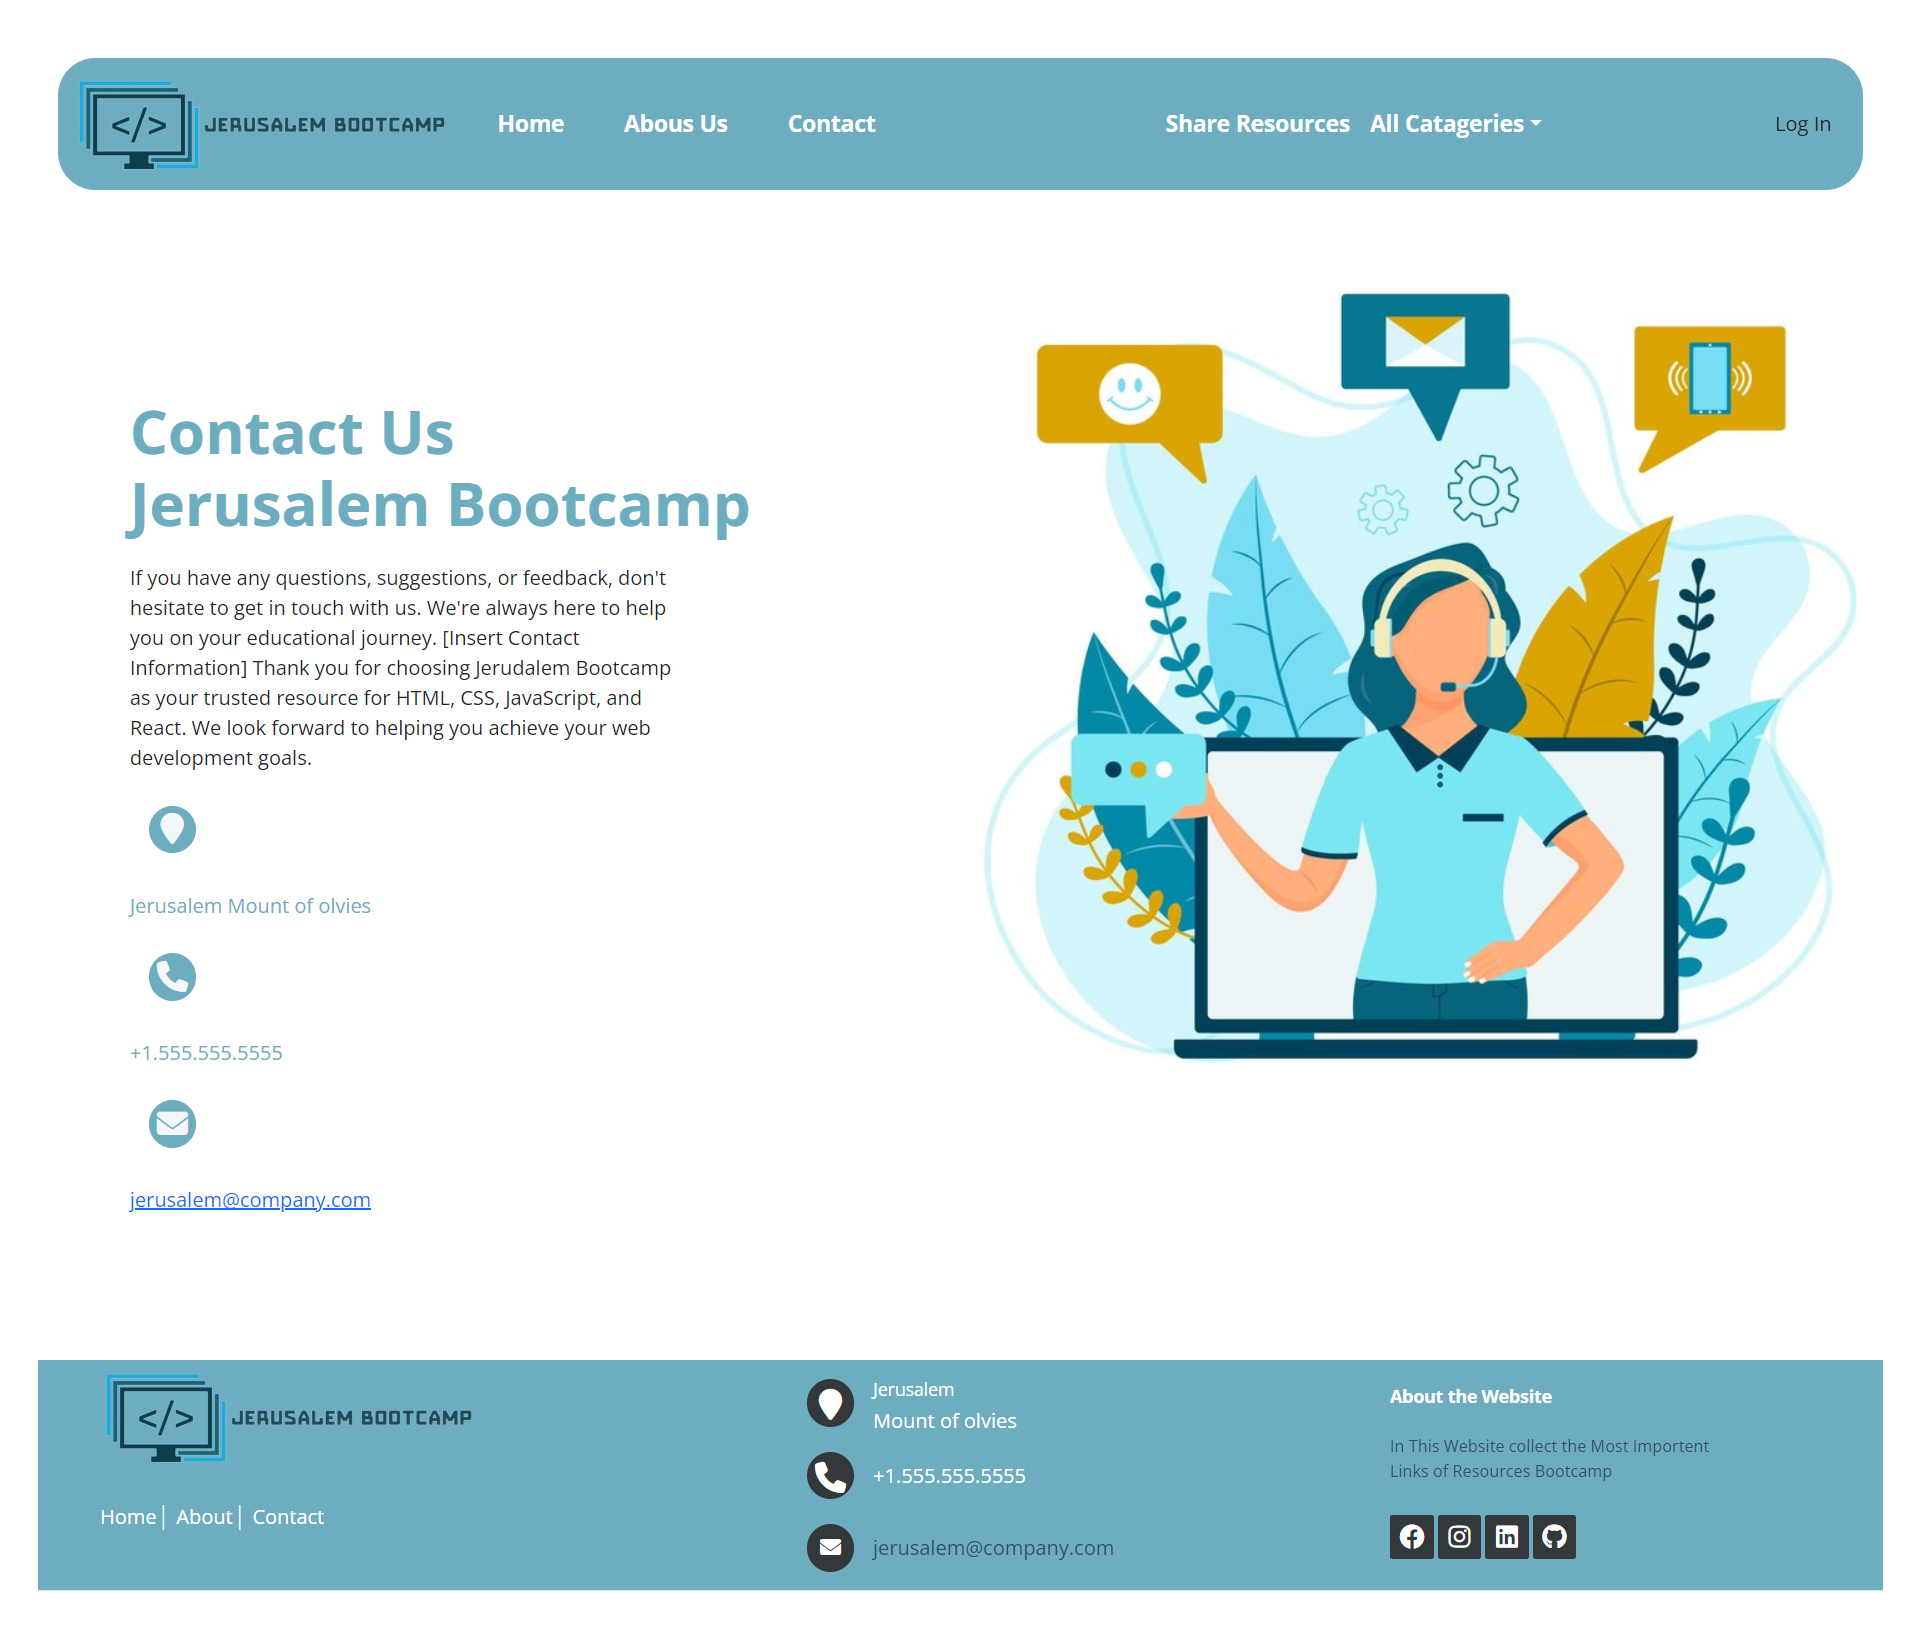 </> JERUSALEM BOOTCAMP
Home
Abous Us
Contact
Share Resources
All Catageries
Log In
Contact Us
Jerusalem Bootcamp
If you have any questions, suggestions, or feedback, don't
hesitate to get in touch with us. We're always here to help
you on your educational journey. [Insert Contact
Information] Thank you for choosing Jerudalem Bootcamp
as your trusted resource for HTML, CSS, JavaScript, and
React. We look forward to helping you achieve your web
development goals.
Jerusalem Mount of olvies
+1.555.555.5555
jerusalem@company.com
</> JERUSALEM BOOTCAMP
Home| About| Contact
Jerusalem
Mount of olvies
+1.555.555.5555
jerusalem@company.com
About the Website
In This Website collect the Most Importent
Links of Resources Bootcamp
in